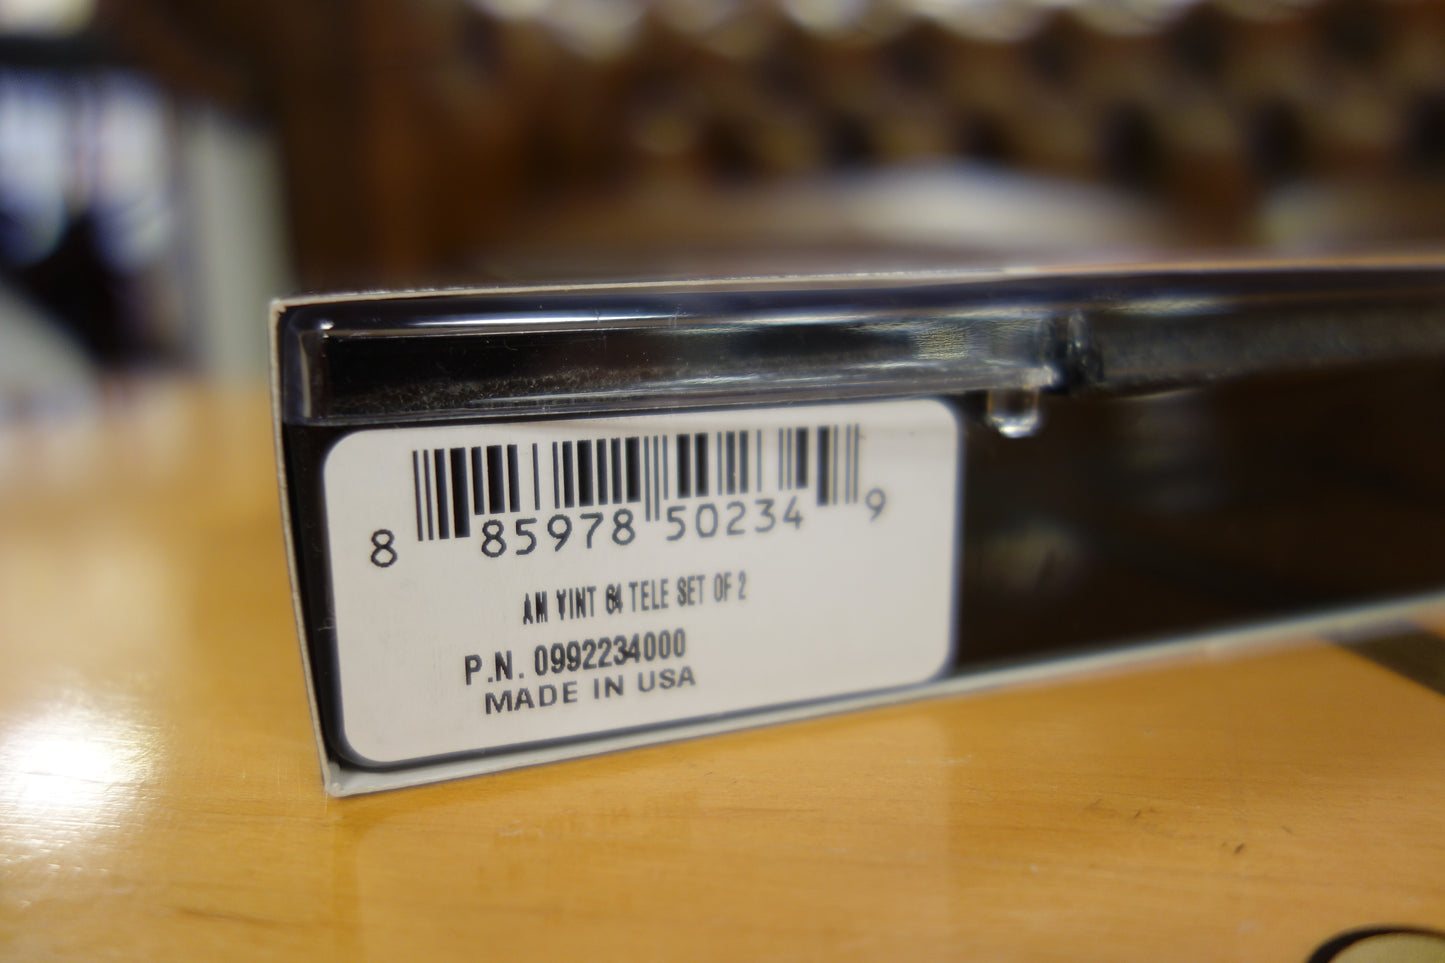 8 85978 50234 9
AM VINT 64 TELE SET OF 2
P.N. 0992234000
MADE IN USA